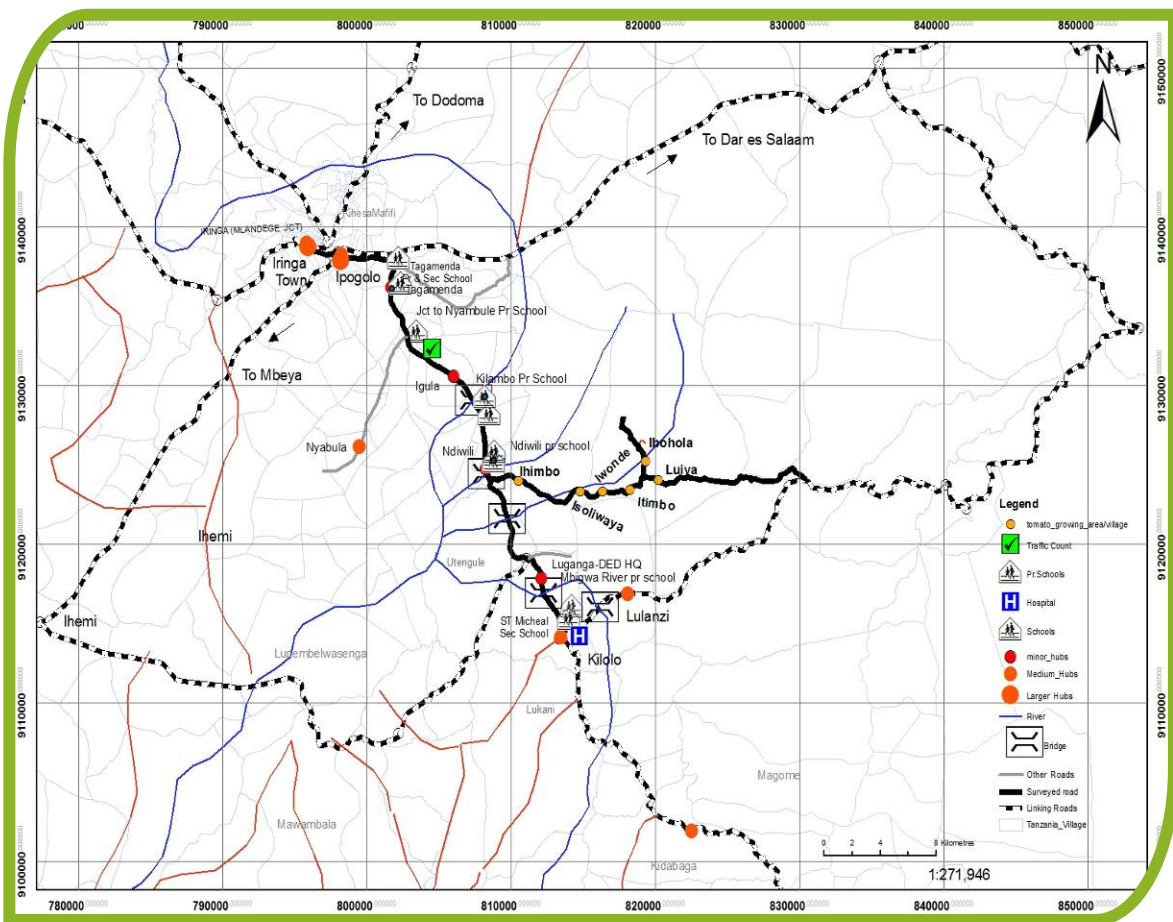 780000
790000
800000
810000
820000
830000
840000
850000
N
9150000
9150000
To Dodoma
To Dar es Salaam
KihesaMafifi
9140000
IRINGA (MLANDEGE JCT)
9140000
Iringa
Town
Ipogolo
Tagamenda
Pr & Sec School
Tagamenda
Jct to Nyambule Pr School
To Mbeya
9130000
Igula
Kilambo Pr School
9130000
Nyabula
Ndiwili
Ndiwili pr school
Ibohola
Ihimbo
Iwonde
Luiva
Isoliwaya
Itimbo
Ihemi
9120000
9120000
Legend
tomato_growing_area/village
Traffic Count
Pr.Schools
Hospital
Schools
minor_hubs
Medium_Hubs
Larger Hubs
River
Bridge
Other Roads
Surveyed road
Linking Roads
Tanzania_Village
Utengule
Luganga-DED HQ
Mbigwa River pr school
Lulanzi
ST Micheal
Sec School
H
Kilolo
Ihemi
Lugembelwasenga
Lukani
9110000
9110000
Magome
Mawambala
Kidabaga
0 2 4 8 Kilometres
1:271,946
9100000
9100000
780000
790000
800000
810000
820000
830000
840000
850000